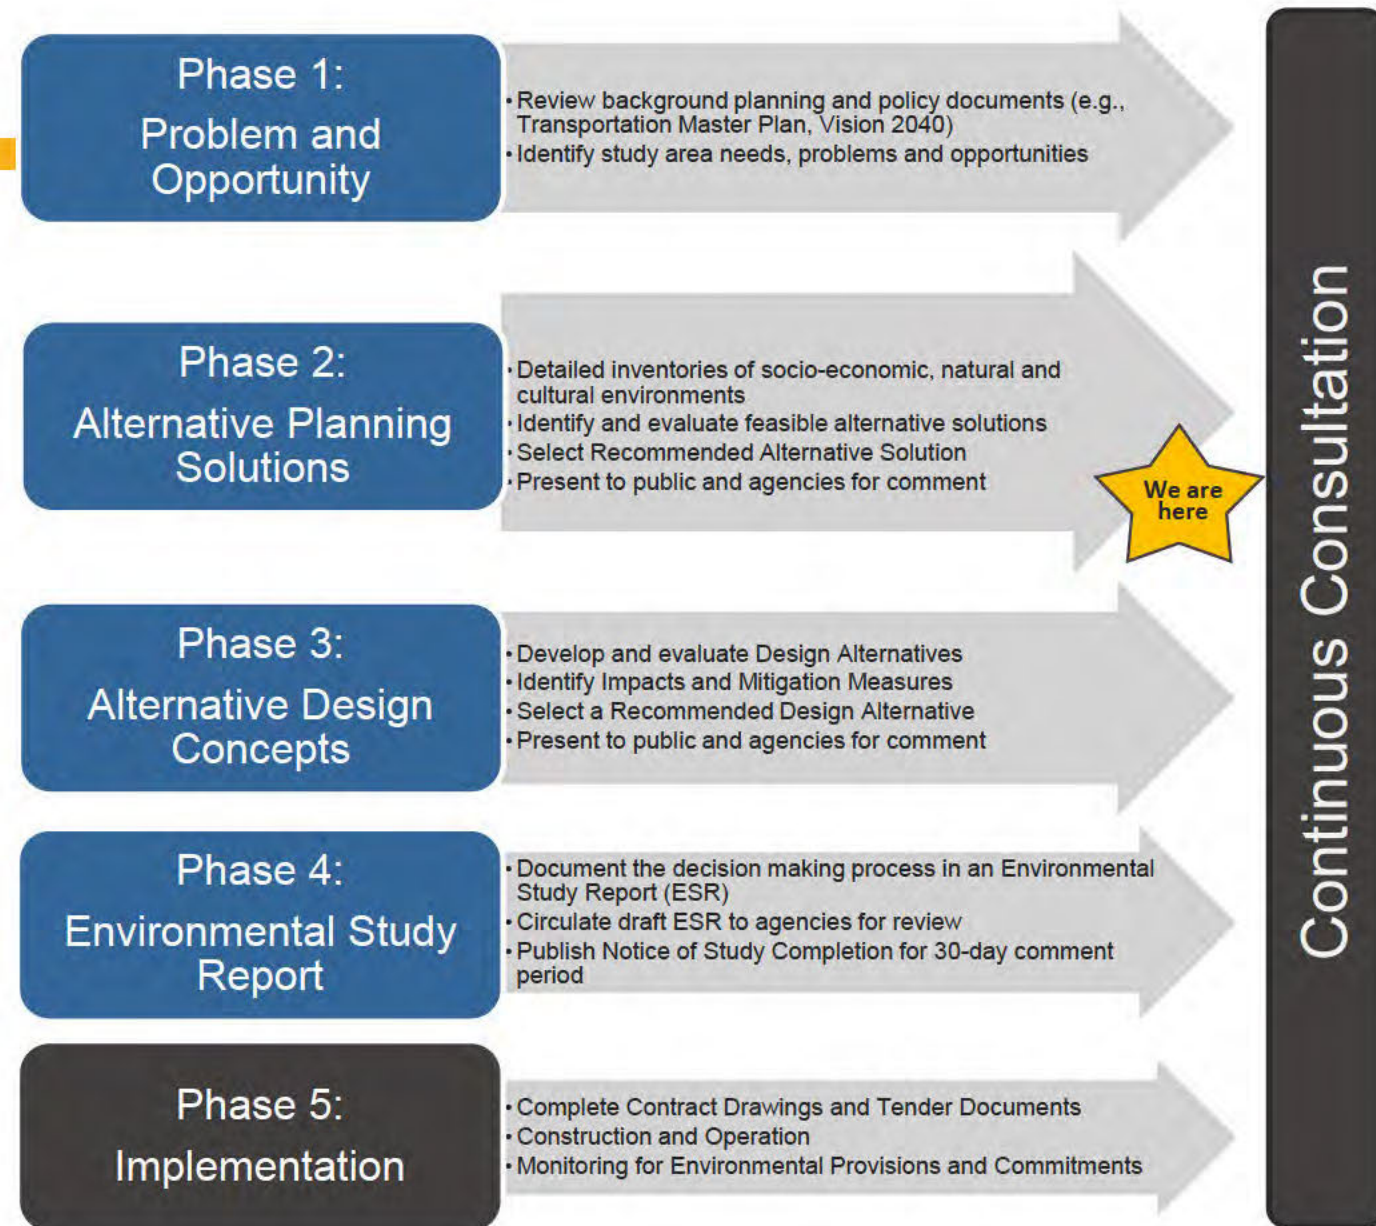 Phase 1:
Problem and
Opportunity
• Review background planning and policy documents (e.g.,
Transportation Master Plan, Vision 2040)
• Identify study area needs, problems and opportunities
Phase 2:
Alternative Planning
Solutions
• Detailed inventories of socio-economic, natural and
cultural environments
• Identify and evaluate feasible alternative solutions
• Select Recommended Alternative Solution
• Present to public and agencies for comment
We are
here
Phase 3:
Alternative Design
Concepts
• Develop and evaluate Design Alternatives
• Identify Impacts and Mitigation Measures
• Select a Recommended Design Alternative
• Present to public and agencies for comment
Phase 4:
Environmental Study
Report
• Document the decision making process in an Environmental
Study Report (ESR)
• Circulate draft ESR to agencies for review
• Publish Notice of Study Completion for 30-day comment
period
Phase 5:
Implementation
• Complete Contract Drawings and Tender Documents
• Construction and Operation
• Monitoring for Environmental Provisions and Commitments
Continuous Consultation